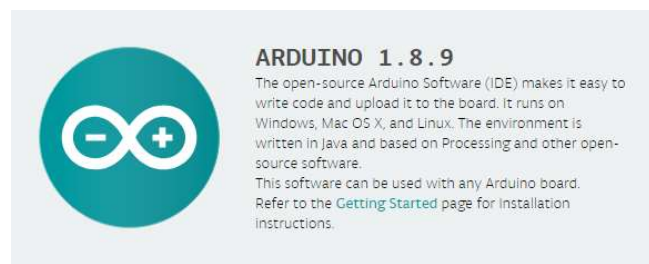 ARDUINO 1.8.9
The open-source Arduino Software (IDE) makes it easy to
write code and upload it to the board. It runs on
Windows, Mac OS X, and Linux. The environment is
written in Java and based on Processing and other open-
source software.
This software can be used with any Arduino board.
Refer to the Getting Started page for Installation
instructions.